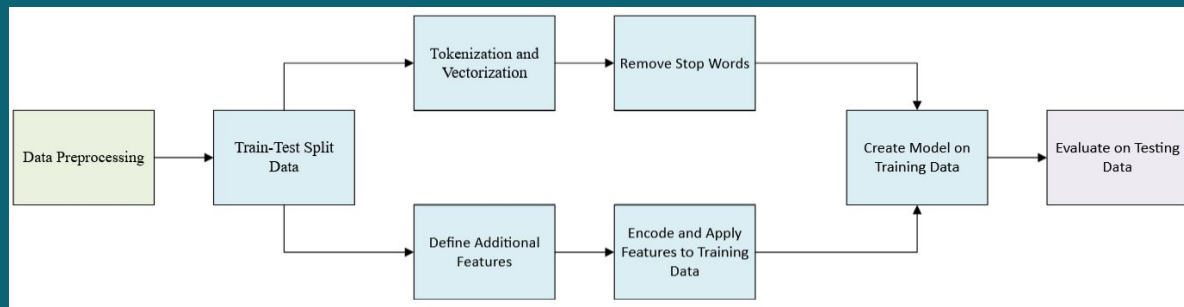 Data Preprocessing
Train-Test Split
Data
Tokenization and
Vectorization
Remove Stop Words
Define Additional
Features
Encode and Apply
Features to Training
Data
Create Model on
Training Data
Evaluate on Testing
Data